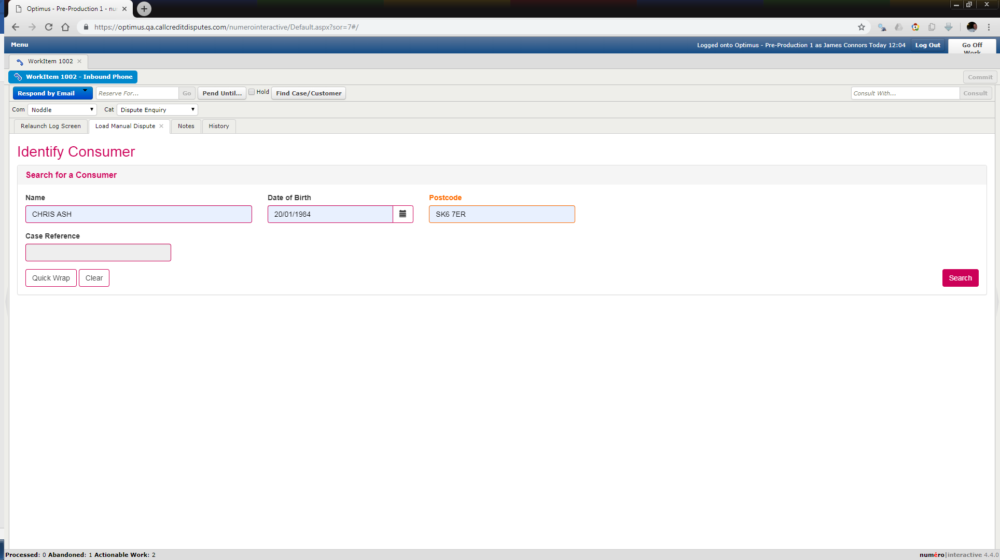 Optimus - Pre-Production 1 - nu
https://optimus.qa.callcreditdisputes.com/numerointeractive/Default.aspx?sor=7#/
Menu
Logged onto Optimus - Pre-Production 1 as James Connors Today 12:04
Log Out
Go Off
Work
WorkItem 1002
WorkItem 1002 - Inbound Phone
Commit
Respond by Email
Reserve For...
Go
Pend Until...
Hold
Find Case/Customer
Consult With...
Consult
Com
Noddle
Cat
Dispute Enquiry
Relaunch Log Screen
Load Manual Dispute
Notes
History
Identify Consumer
Search for a Consumer
Name
Date of Birth
Postcode
CHRIS ASH
20/01/1984
SK6 7ER
Case Reference
Quick Wrap
Clear
Search
Processed: 0 Abandoned: 1 Actionable Work: 2
numéro|interactive 4.4.0